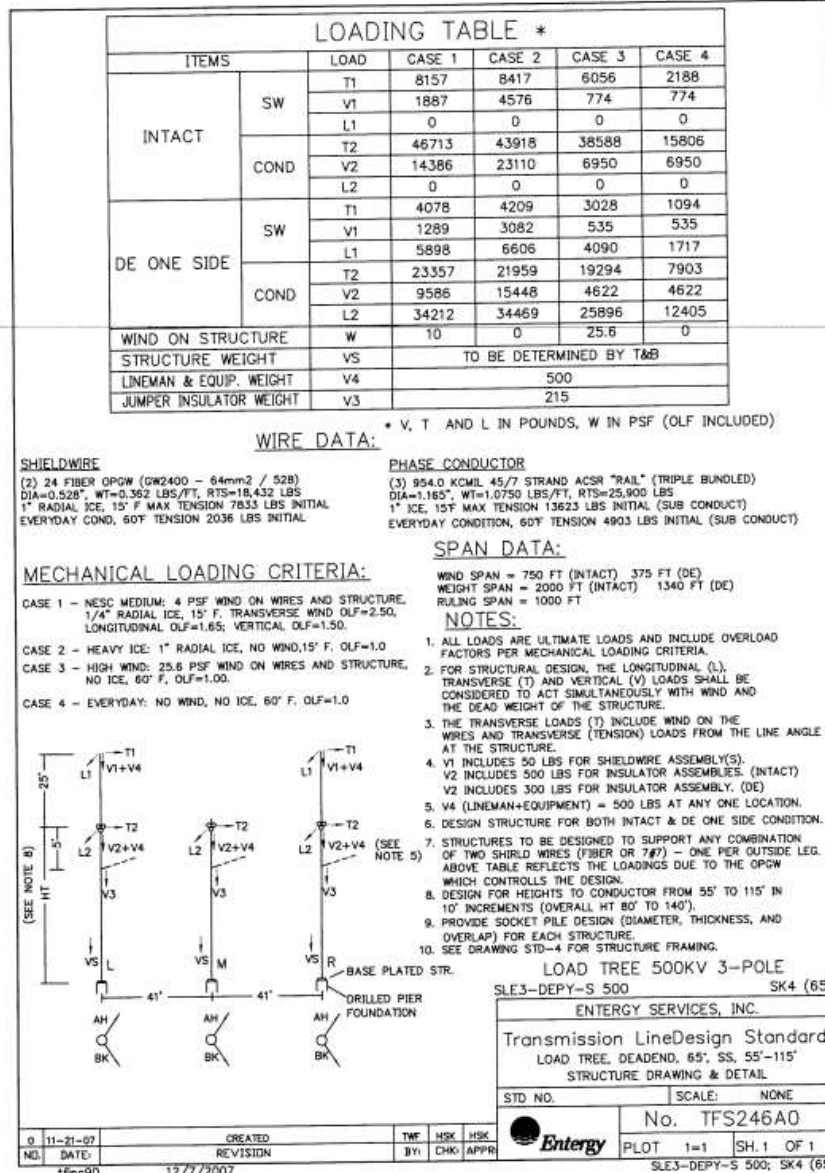 LOADING TABLE *
ITEMS LOAD CASE 1 CASE 2 CASE 3 CASE 4
INTACT SW T1 8157 8417 6056 2188
V1 1887 4576 774 774
L1 0 0 0 0
COND T2 46713 43918 38588 15806
V2 14386 23110 6950 6950
L2 0 0 0 0
DE ONE SIDE SW T1 4078 4209 3028 1094
V1 1289 3082 535 535
L1 5898 6606 4090 1717
COND T2 23357 21959 19294 7903
V2 9586 15448 4622 4622
L2 34212 34469 25896 12405
WIND ON STRUCTURE W 10 0 25.6 0
STRUCTURE WEIGHT VS TO BE DETERMINED BY T&B
LINEMAN & EQUIP. WEIGHT V4 500
JUMPER INSULATOR WEIGHT V3 215
* V, T AND L IN POUNDS, W IN PSF (OLF INCLUDED)
WIRE DATA:
SHIELDWIRE
(2) 24 FIBER OPGW (GW2400 - 64mm2 / 528)
DIA=0.528", WT=0.362 LBS/FT, RTS=18,432 LBS
1" RADIAL ICE, 15° F MAX TENSION 7833 LBS INITIAL
EVERYDAY COND, 60°F TENSION 2036 LBS INITIAL
PHASE CONDUCTOR
(3) 954.0 KCMIL 45/7 STRAND ACSR "RAIL" (TRIPLE BUNDLED)
DIA=1.165", WT=1.0750 LBS/FT, RTS=25,900 LBS
1" ICE, 15°F MAX TENSION 13623 LBS INITIAL (SUB CONDUCT)
EVERYDAY CONDITION, 60°F TENSION 4903 LBS INITIAL (SUB CONDUCT)
SPAN DATA:
WIND SPAN = 750 FT (INTACT) 375 FT (DE)
WEIGHT SPAN = 2000 FT (INTACT) 1340 FT (DE)
RULING SPAN = 1000 FT
MECHANICAL LOADING CRITERIA:
CASE 1 - NESC MEDIUM: 4 PSF WIND ON WIRES AND STRUCTURE,
1/4" RADIAL ICE, 15° F. TRANSVERSE WIND OLF=2.50,
LONGITUDINAL OLF=1.65; VERTICAL OLF=1.50.
CASE 2 - HEAVY ICE: 1" RADIAL ICE, NO WIND,15° F. OLF=1.0
CASE 3 - HIGH WIND: 25.6 PSF WIND ON WIRES AND STRUCTURE,
NO ICE, 60° F, OLF=1.00.
CASE 4 - EVERYDAY: NO WIND, NO ICE, 60° F. OLF=1.0
NOTES:
1. ALL LOADS ARE ULTIMATE LOADS AND INCLUDE OVERLOAD
FACTORS PER MECHANICAL LOADING CRITERIA.
2. FOR STRUCTURAL DESIGN, THE LONGITUDINAL (L),
TRANSVERSE (T) AND VERTICAL (V) LOADS SHALL BE
CONSIDERED TO ACT SIMULTANEOUSLY WITH WIND AND
THE DEAD WEIGHT OF THE STRUCTURE.
3. THE TRANSVERSE LOADS (T) INCLUDE WIND ON THE
WIRES AND TRANSVERSE (TENSION) LOADS FROM THE LINE ANGLE
AT THE STRUCTURE.
4. V1 INCLUDES 50 LBS FOR SHIELDWIRE ASSEMBLY(S).
V2 INCLUDES 500 LBS FOR INSULATOR ASSEMBLIES. (INTACT)
V2 INCLUDES 300 LBS FOR INSULATOR ASSEMBLY. (DE)
5. V4 (LINEMAN+EQUIPMENT) = 500 LBS AT ANY ONE LOCATION.
6. DESIGN STRUCTURE FOR BOTH INTACT & DE ONE SIDE CONDITION.
7. STRUCTURES TO BE DESIGNED TO SUPPORT ANY COMBINATION
OF TWO SHIRLD WIRES (FIBER OR 7#7) - ONE PER OUTSIDE LEG.
ABOVE TABLE REFLECTS THE LOADINGS DUE TO THE OPGW
WHICH CONTROLLS THE DESIGN.
8. DESIGN FOR HEIGHTS TO CONDUCTOR FROM 55' TO 115' IN
10' INCREMENTS (OVERALL HT 80' TO 140').
9. PROVIDE SOCKET PILE DESIGN (DIAMETER, THICKNESS, AND
OVERLAP) FOR EACH STRUCTURE.
10. SEE DRAWING STD-4 FOR STRUCTURE FRAMING.
T1 T1
L1 V1+V4 L1 V1+V4
25'
T2 T2 T2
L2 V2+V4 L2 V2+V4 L2 V2+V4 (SEE
NOTE 5)
5'
(SEE NOTE 8)
HT
V3 V3 V3
VS L VS M VS R
BASE PLATED STR.
41' 41'
DRILLED PIER
FOUNDATION
AH AH AH
BK BK BK
LOAD TREE 500KV 3-POLE
SLE3-DEPY-S 500 SK4 (65
ENTERGY SERVICES, INC.
Transmission LineDesign Standard
LOAD TREE, DEADEND, 65°, SS, 55'-115'
STRUCTURE DRAWING & DETAIL
STD NO. SCALE: NONE
Entergy
No. TFS246A0
PLOT 1=1 SH. 1 OF 1
0 11-21-07 CREATED TWF HSK HSK
NO. DATE: REVISION BY: CHK: APPR
tfins90 12/7/2007
SLE3-DEPY-S 500; SK4 (65